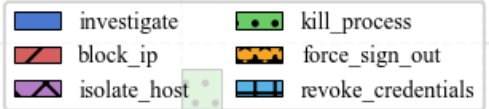 investigate kill_process
block_ip force_sign_out
isolate_host revoke_credentials